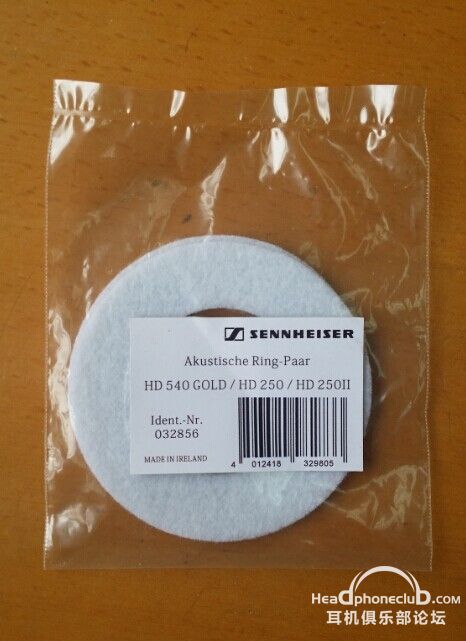 SENNHEISER
Akustische Ring-Paar
HD 540 GOLD / HD 250 / HD 250II
Ident.-Nr.
032856
MADE IN IRELAND
4 012418 329805
Headphoneclub.com
耳机俱乐部论坛